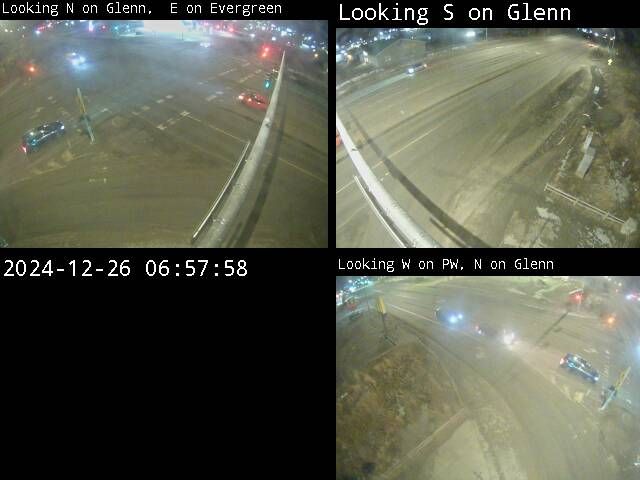 Looking N on Glenn,  E on Evergreen
Looking S on Glenn
2024-12-26 06:57:58
Looking W on PW, N on Glenn